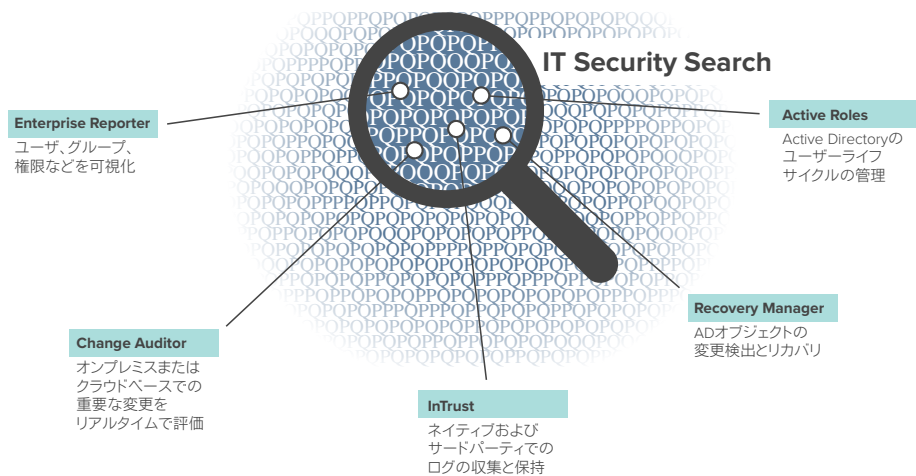 IT Security Search
Enterprise Reporter
ユーザ、グループ、
権限などを可視化
Active Roles
Active Directoryの
ユーザーライフ
サイクルの管理
Change Auditor
オンプレミスまたは
クラウドベースでの
重要な変更を
リアルタイムで評価
InTrust
ネイティブおよび
サードパーティでの
ログの収集と保持
Recovery Manager
ADオブジェクトの
変更検出とリカバリ